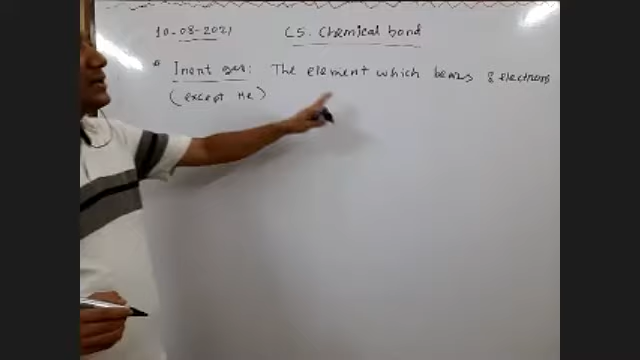 10-08-2021 C5. Chemical bond
* Inert gas: The element which bears 8 electrons
(except He)